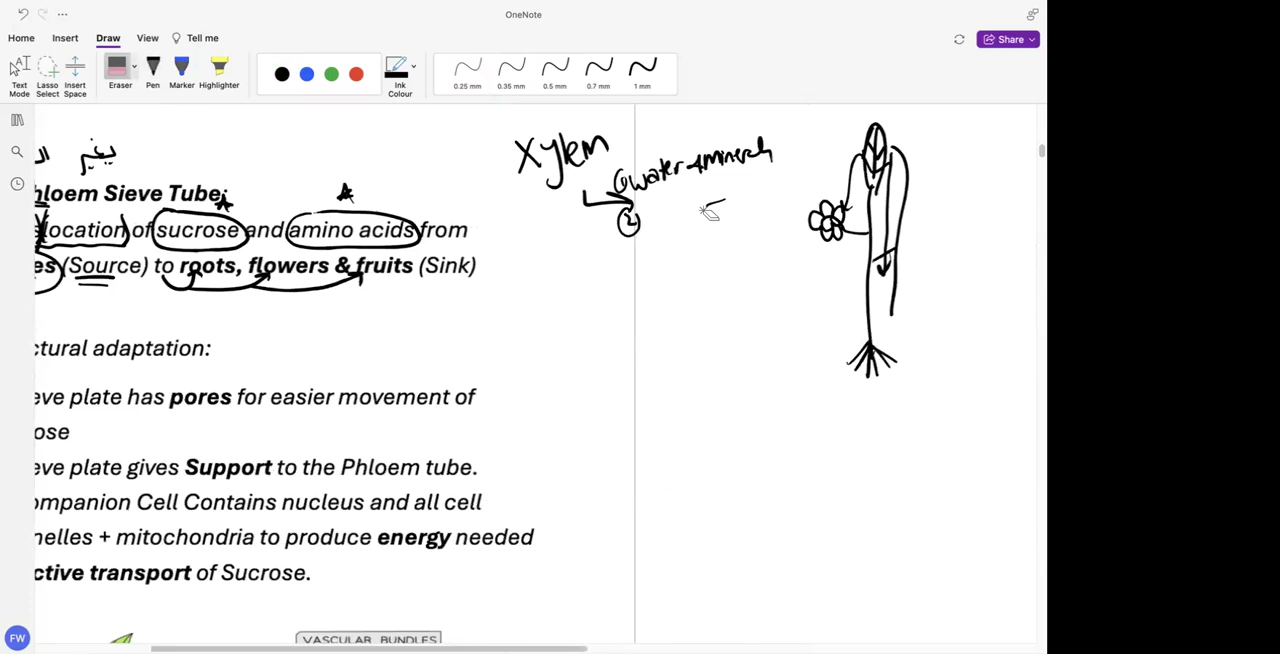 OneNote
Home Insert Draw View Tell me
Share
Text Mode
Lasso Select
Insert Space
Eraser
Pen
Marker
Highlighter
Ink Colour
0.25 mm 0.35 mm 0.5 mm 0.7 mm 1 mm
Xylem
① water + minerals
②
hloem Sieve Tube:
location of sucrose and amino acids from
es (Source) to roots, flowers & fruits (Sink)
ctural adaptation:
eve plate has pores for easier movement of
ose
eve plate gives Support to the Phloem tube.
ompanion Cell Contains nucleus and all cell
nelles + mitochondria to produce energy needed
ctive transport of Sucrose.
VASCULAR BUNDLES
FW